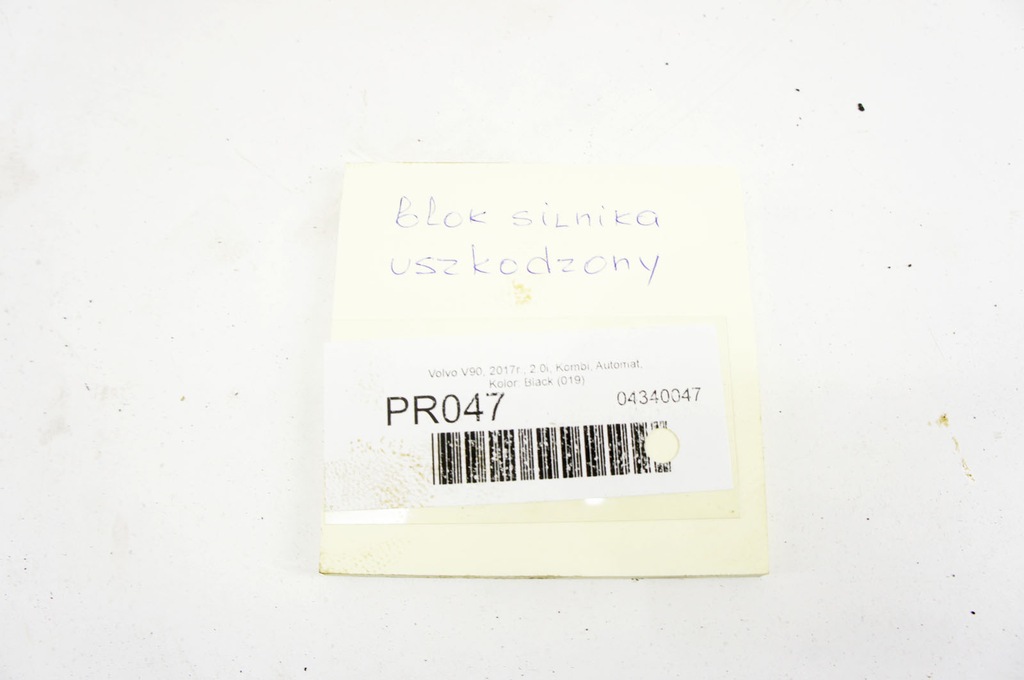 Blok silnika
uszkodzony
Volvo V90, 2017r., 2.0i, Kombi, Automat,
Kolor: Black (019)
PR047 04340047